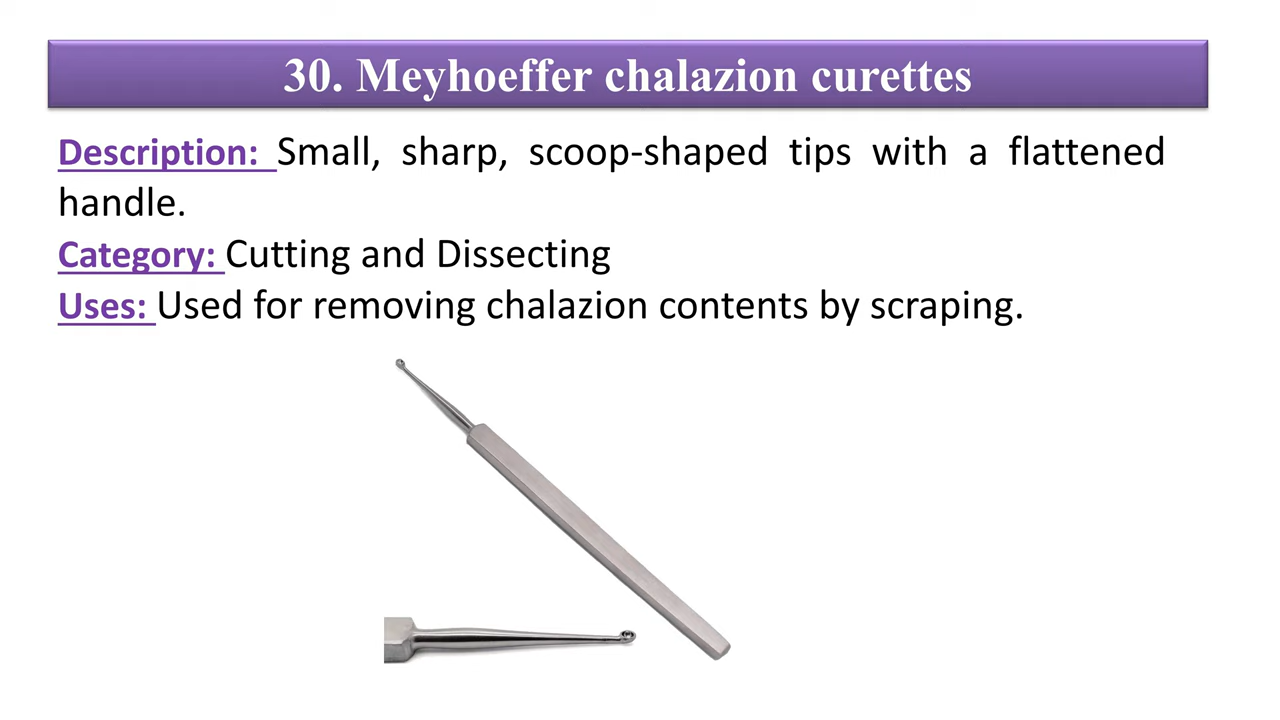 30. Meyhoeffer chalazion curettes
Description: Small, sharp, scoop-shaped tips with a flattened
handle.
Category: Cutting and Dissecting
Uses: Used for removing chalazion contents by scraping.